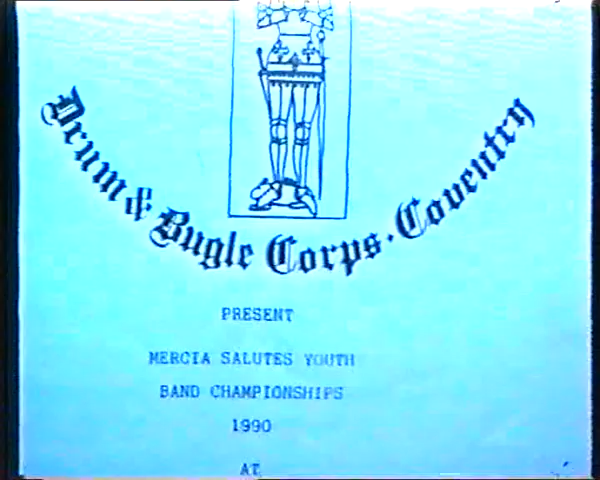 Drum & Bugle Corps · Coventry
PRESENT
MERCIA SALUTES YOUTH
BAND CHAMPIONSHIPS
1990
AT